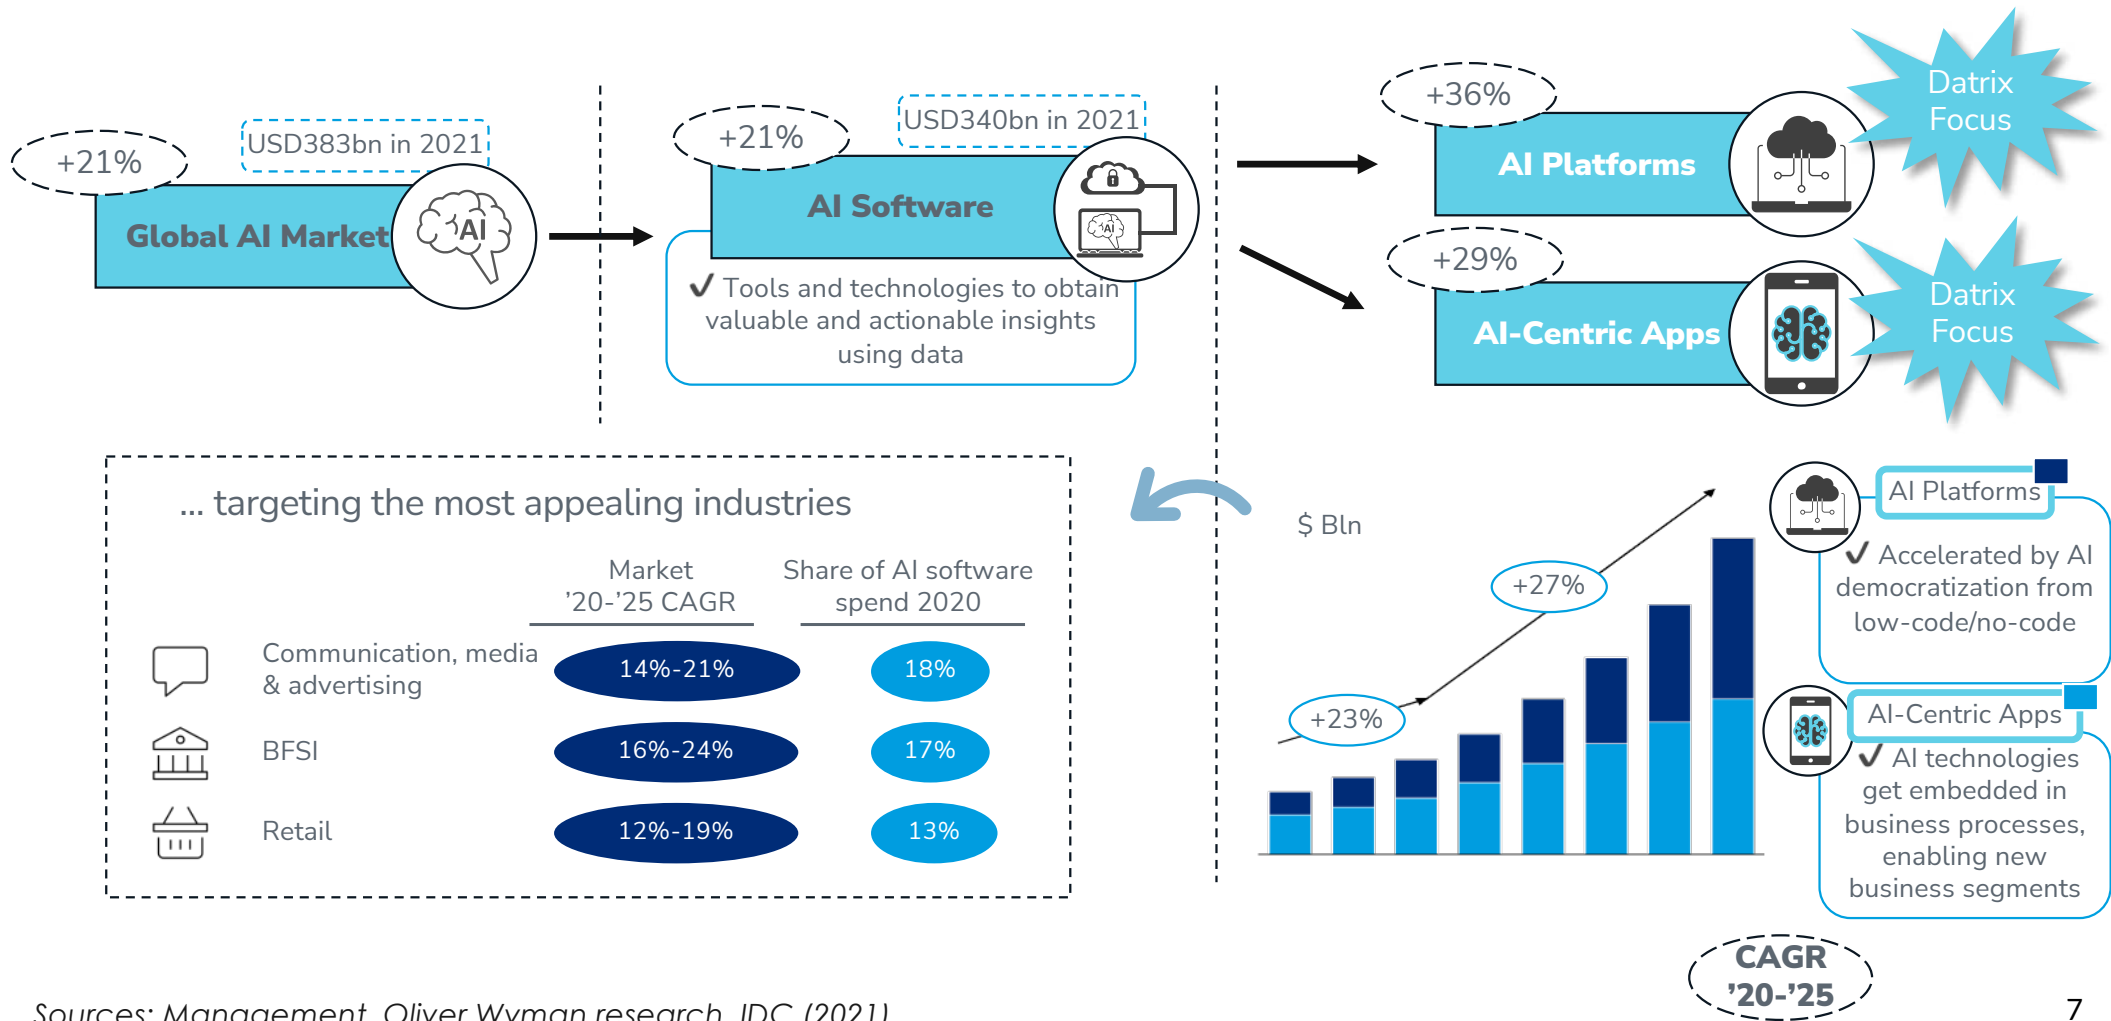 +21%
USD383bn in 2021
Global AI Market
AI
+21%
USD340bn in 2021
AI Software
AI
✔ Tools and technologies to obtain
valuable and actionable insights
using data
+36%
AI Platforms
Datrix
Focus
+29%
AI-Centric Apps
Datrix
Focus
... targeting the most appealing industries
Market
’20-’25 CAGR
Share of AI software
spend 2020
Communication, media
& advertising
14%-21%
18%
BFSI
16%-24%
17%
Retail
12%-19%
13%
$ Bln
+23%
+27%
AI Platforms
✔ Accelerated by AI
democratization from
low-code/no-code
AI-Centric Apps
✔ AI technologies
get embedded in
business processes,
enabling new
business segments
CAGR
’20-’25
Sources: Management, Oliver Wyman research, IDC (2021)
7